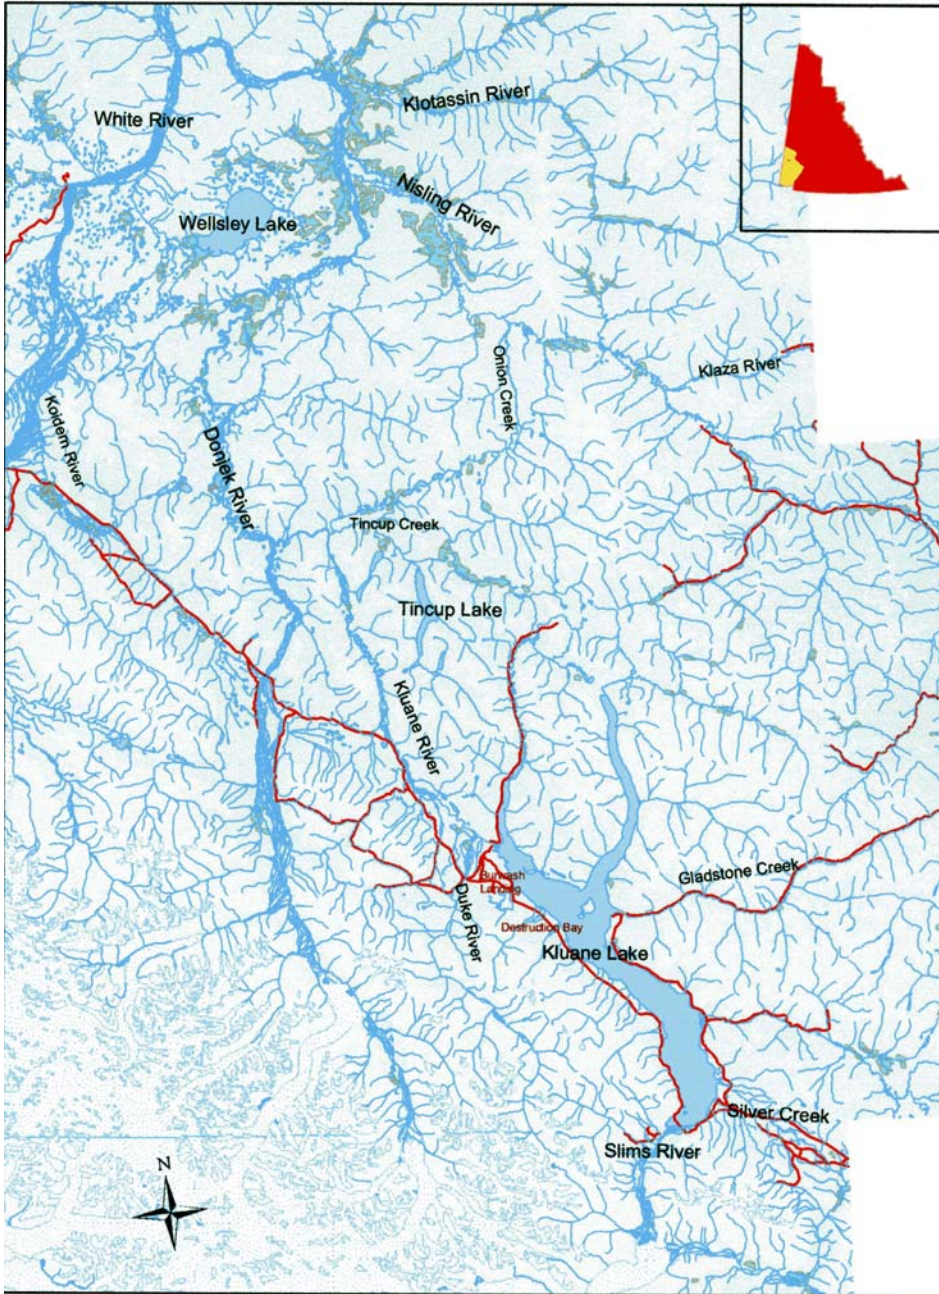 White River
Klotassin River
Nisling River
Wellsley Lake
Onion Creek
Klaza River
Koidern River
Donjek River
Tincup Creek
Tincup Lake
Kluane River
Burwash
Landing
Gladstone Creek
Duke River
Destruction Bay
Kluane Lake
Silver Creek
Slims River
N